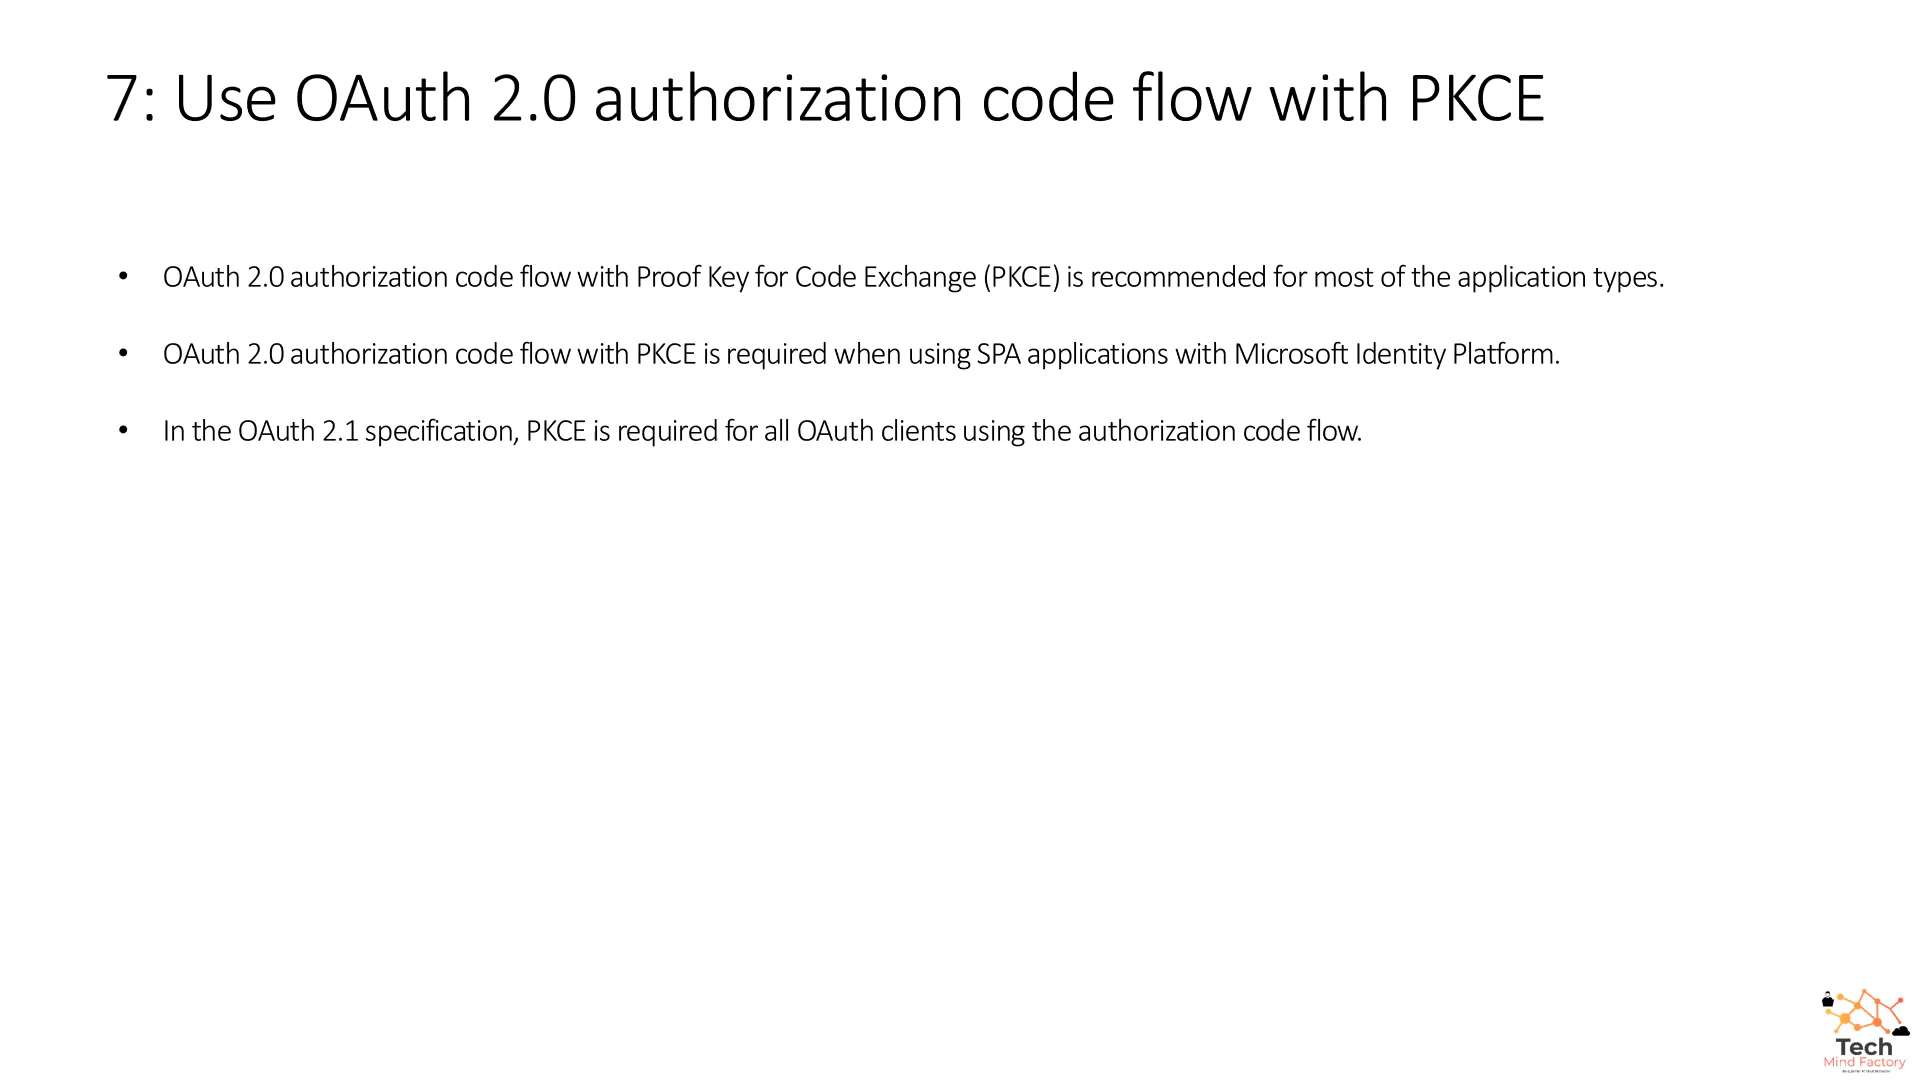 7: Use OAuth 2.0 authorization code flow with PKCE
• OAuth 2.0 authorization code flow with Proof Key for Code Exchange (PKCE) is recommended for most of the application types.
• OAuth 2.0 authorization code flow with PKCE is required when using SPA applications with Microsoft Identity Platform.
• In the OAuth 2.1 specification, PKCE is required for all OAuth clients using the authorization code flow.
Tech
Mind Factory